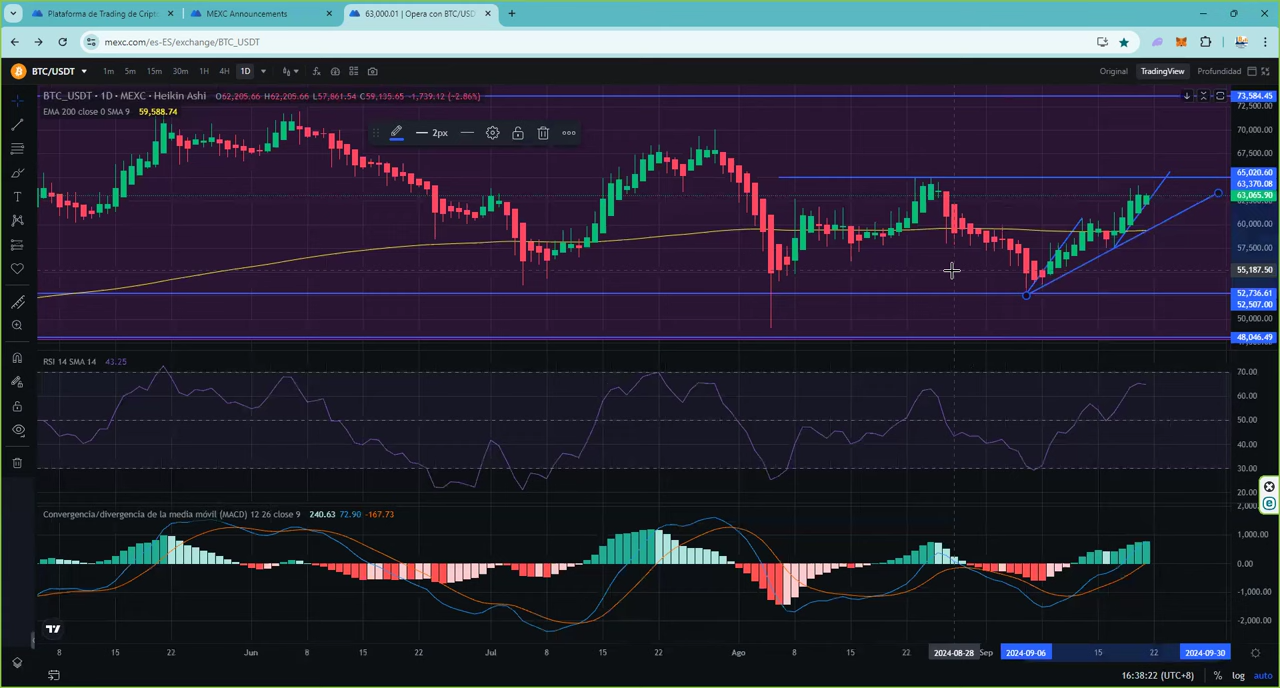 Plataforma de Trading de Cripto
MEXC Announcements
63,000.01 | Opera con BTC/USD
mexc.com/es-ES/exchange/BTC_USDT
BTC/USDT 1m 5m 15m 30m 1H 4H 1D Original TradingView Profundidad
BTC_USDT · 1D · MEXC · Heikin Ashi O62,205.66 H62,205.66 L57,861.54 C59,135.65 -1,739.12 (-2.86%)
EMA 200 close 0 SMA 9 59,588.74
2px
73,584.45
72,500.00
70,000.00
67,500.00
65,020.60
63,370.08
63,065.90
60,000.00
57,500.00
55,187.50
52,736.61
52,507.00
50,000.00
48,046.49
RSI 14 SMA 14 43.25
70.00
60.00
50.00
40.00
30.00
20.00
Convergencia/divergencia de la media móvil (MACD) 12 26 close 9 240.63 72.90 -167.73
2,000.00
1,000.00
0.00
-1,000.00
-2,000.00
8 15 22 Jun 8 15 22 Jul 8 15 22 Ago 8 15 22 2024-08-28 Sep 2024-09-06 15 22 2024-09-30
16:38:22 (UTC+8) % log auto